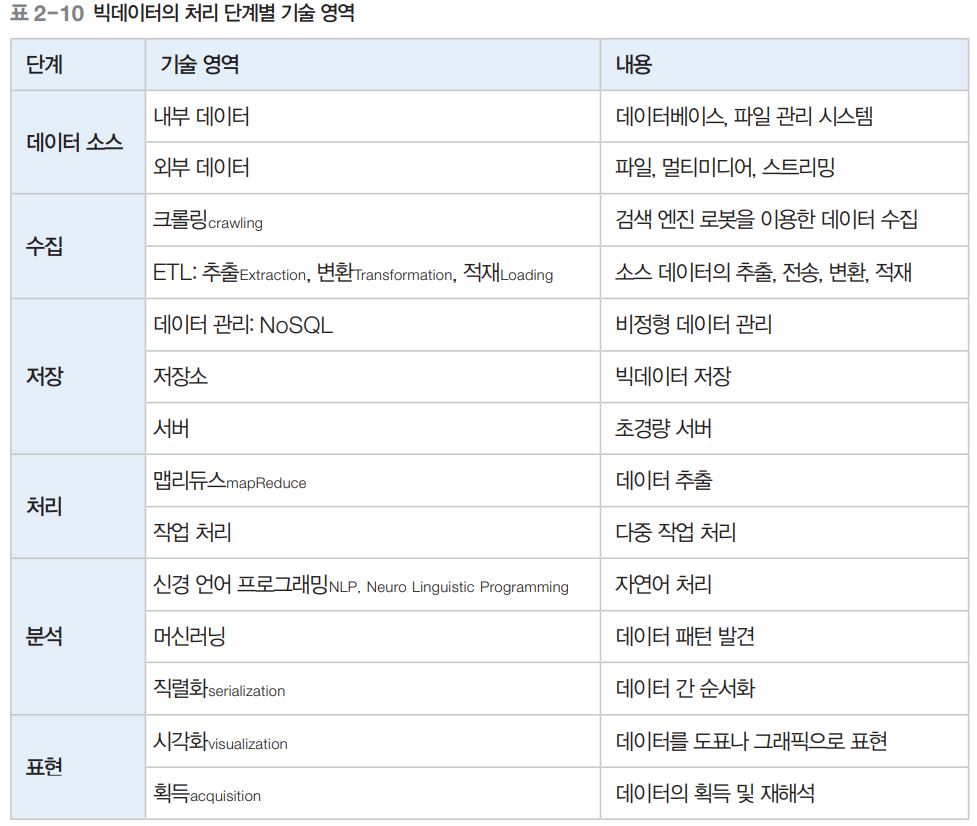 표 2-10 빅데이터의 처리 단계별 기술 영역
단계 기술 영역 내용
데이터 소스
내부 데이터 데이터베이스, 파일 관리 시스템
외부 데이터 파일, 멀티미디어, 스트리밍
수집
크롤링crawling 검색 엔진 로봇을 이용한 데이터 수집
ETL: 추출Extraction, 변환Transformation, 적재Loading 소스 데이터의 추출, 전송, 변환, 적재
저장
데이터 관리: NoSQL 비정형 데이터 관리
저장소 빅데이터 저장
서버 초경량 서버
처리
맵리듀스mapReduce 데이터 추출
작업 처리 다중 작업 처리
분석
신경 언어 프로그래밍NLP, Neuro Linguistic Programming 자연어 처리
머신러닝 데이터 패턴 발견
직렬화serialization 데이터 간 순서화
표현
시각화visualization 데이터를 도표나 그래픽으로 표현
획득acquisition 데이터의 획득 및 재해석